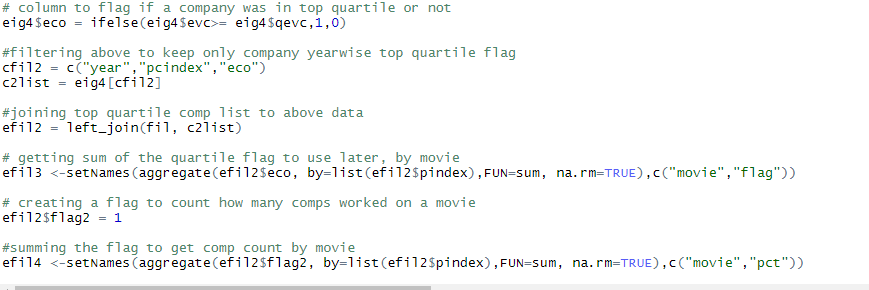 # column to flag if a company was in top quartile or not
eig4$eco = ifelse(eig4$evc>= eig4$qevc,1,0)
#filtering above to keep only company yearwise top quartile flag
cfil2 = c("year","pcindex","eco")
c2list = eig4[cfil2]
#joining top quartile comp list to above data
efil2 = left_join(fil, c2list)
# getting sum of the quartile flag to use later, by movie
efil3 <-setNames(aggregate(efil2$eco, by=list(efil2$pindex),FUN=sum, na.rm=TRUE),c("movie","flag"))
# creating a flag to count how many comps worked on a movie
efil2$flag2 = 1
#summing the flag to get comp count by movie
efil4 <-setNames(aggregate(efil2$flag2, by=list(efil2$pindex),FUN=sum, na.rm=TRUE),c("movie","pct"))